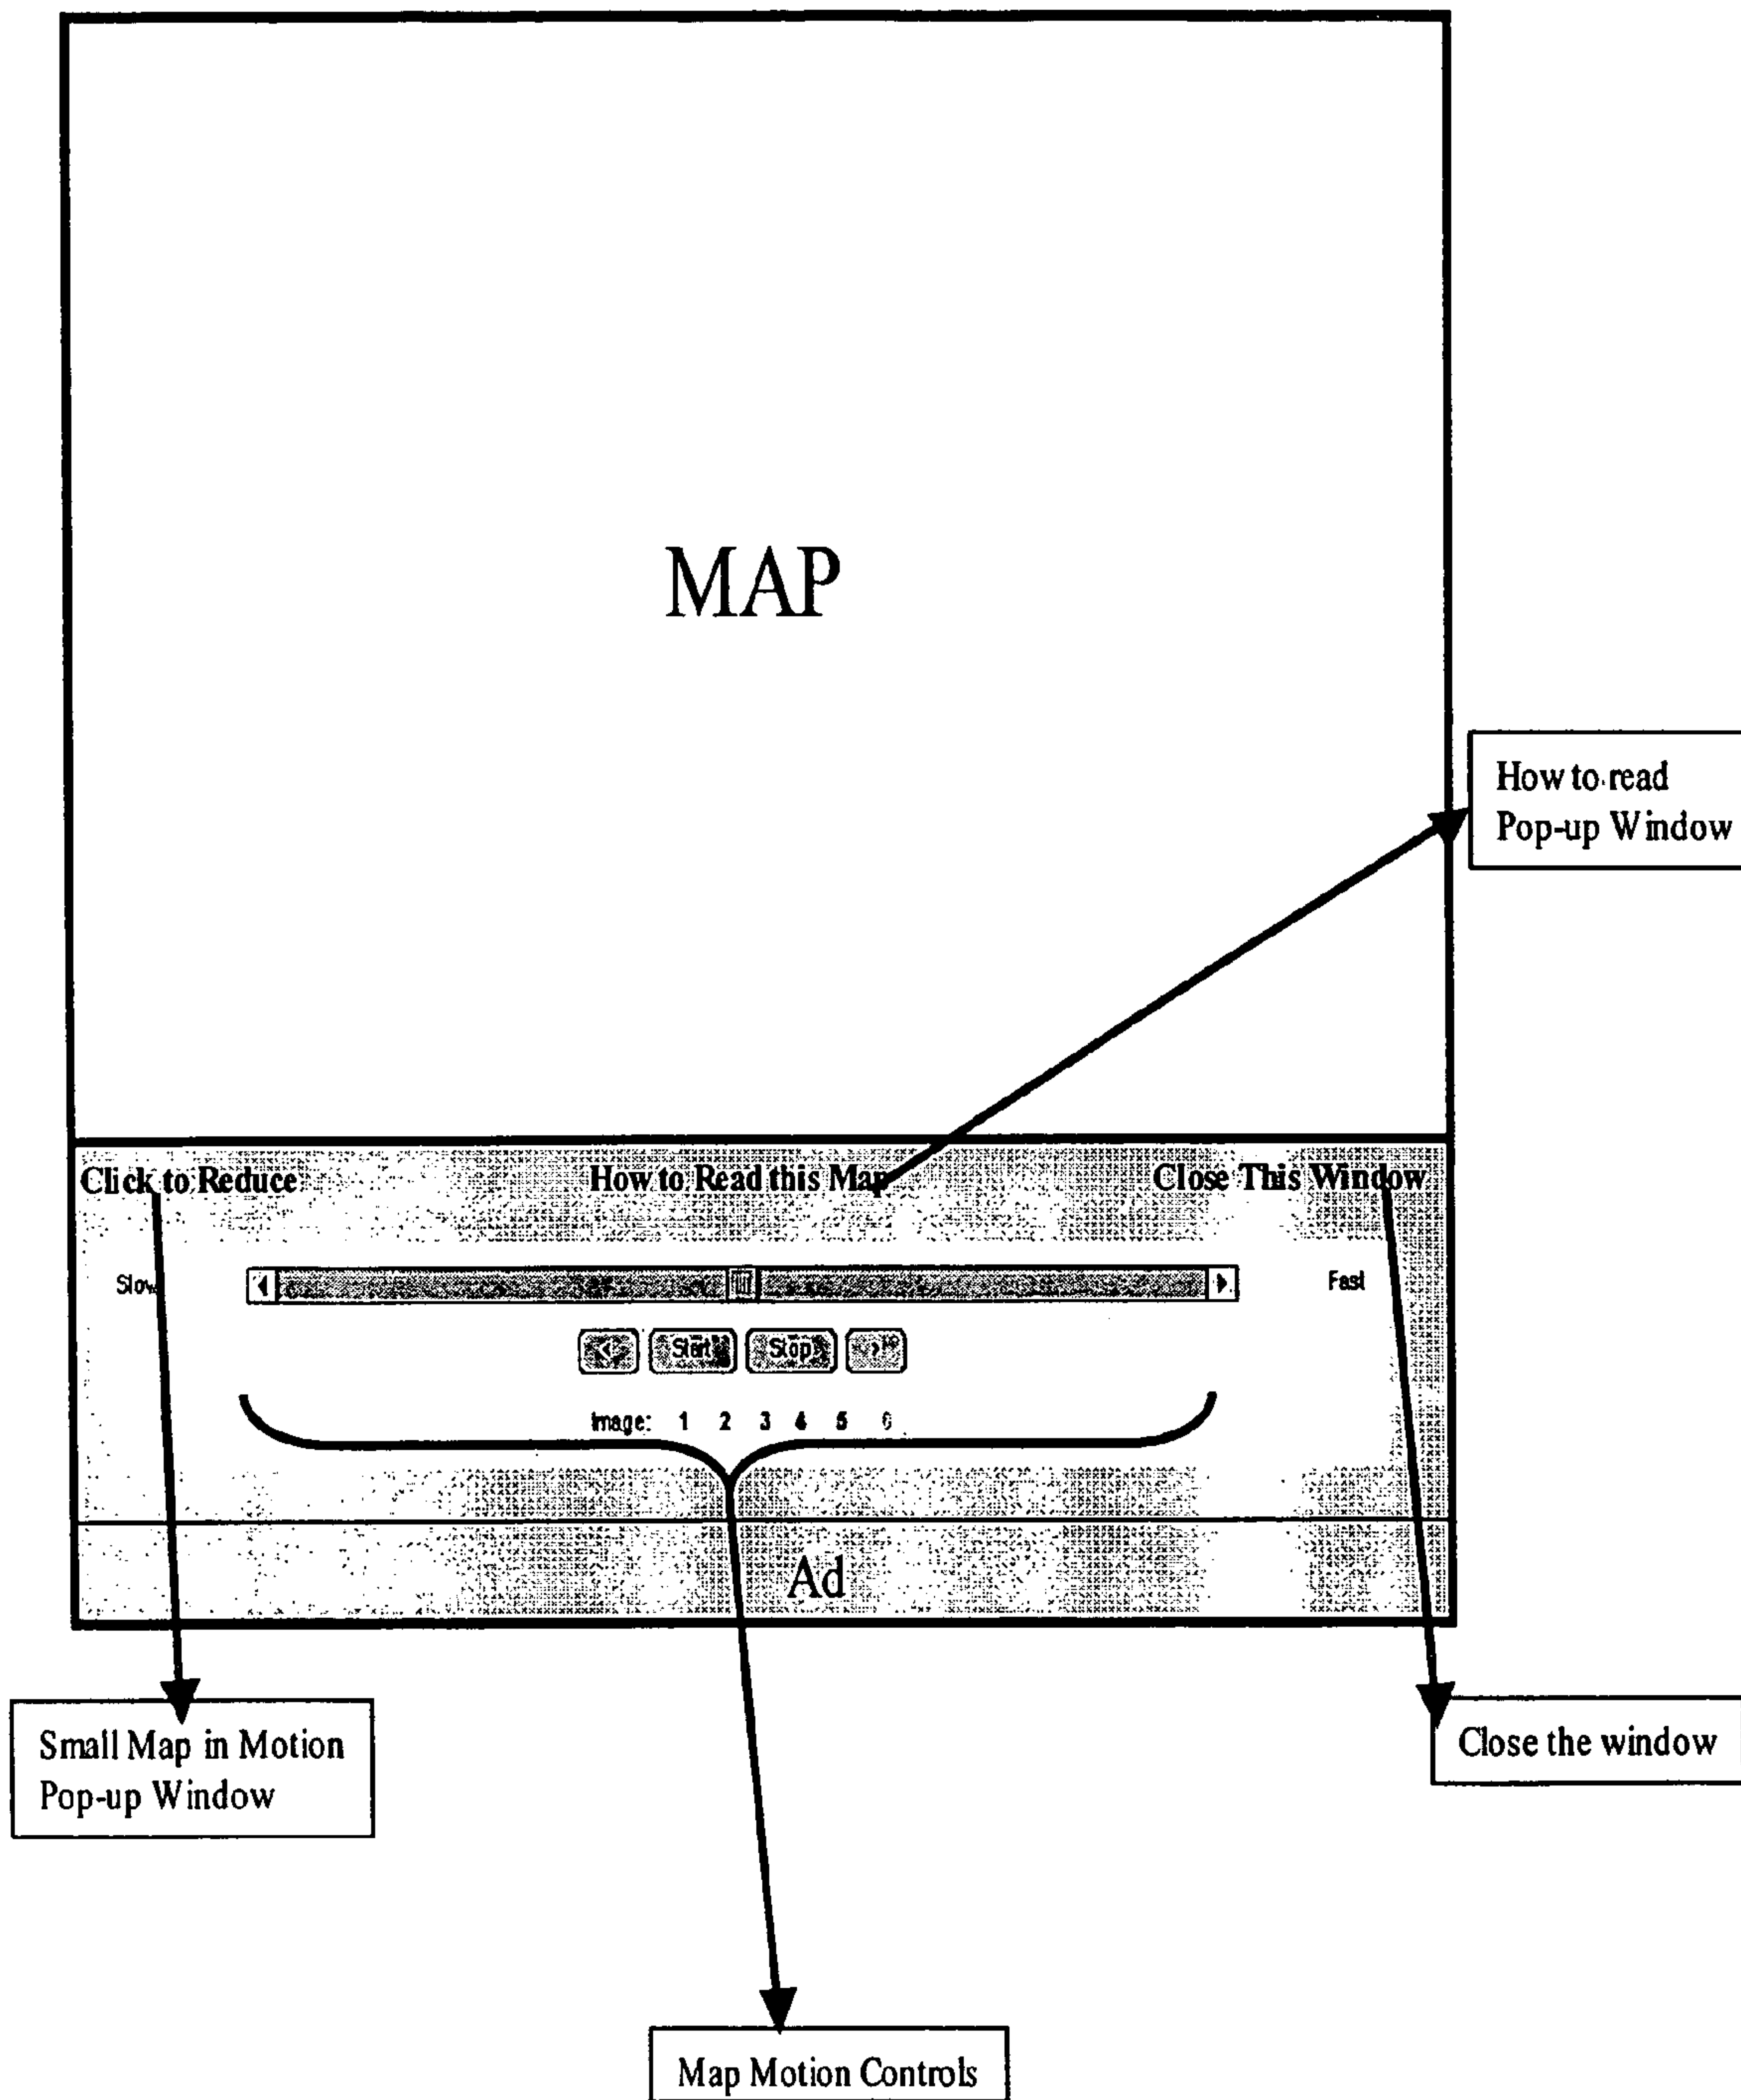 MAP
How to read
Pop-up Window
Click to Reduce How to Read this Map Close This Window
Slow Fast
< Start Stop >
Image: 1 2 3 4 5 6
Ad
Small Map in Motion
Pop-up Window
Close the window
Map Motion Controls